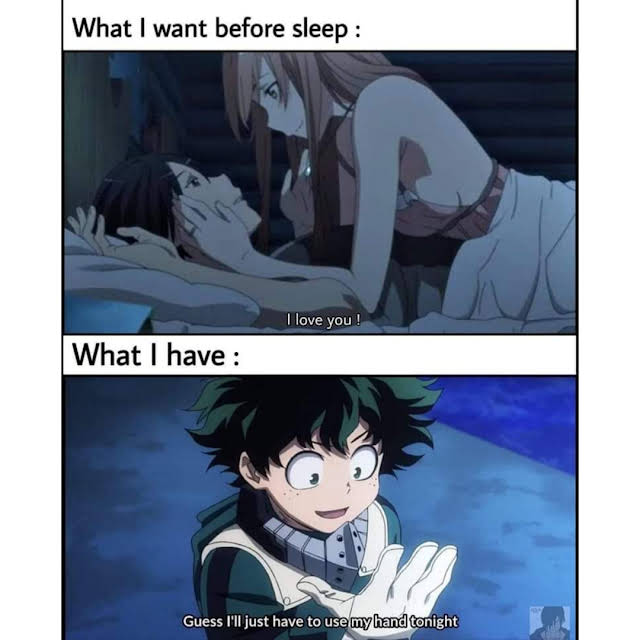 What I want before sleep :
I love you !
What I have :
Guess I'll just have to use my hand tonight